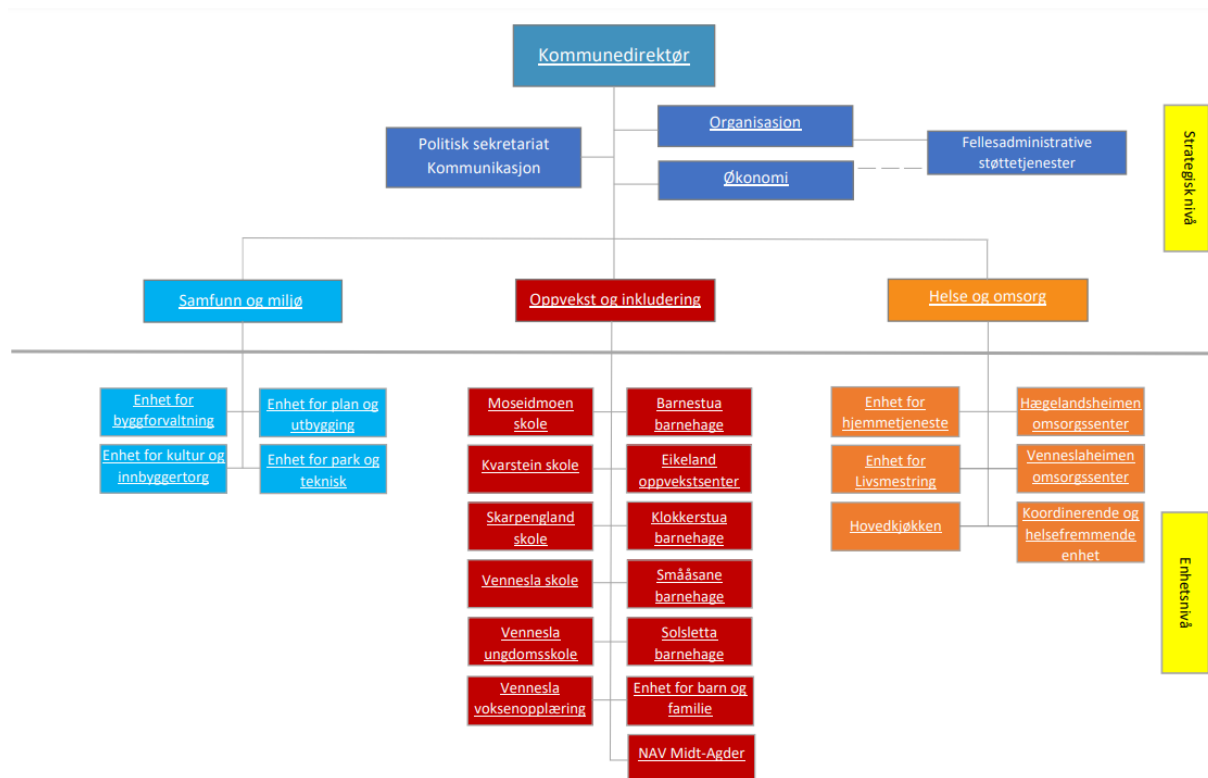 Kommunedirektør
Organisasjon
Politisk sekretariat
Kommunikasjon
Fellesadministrative
støttetjenester
Økonomi
Strategisk nivå
Samfunn og miljø
Oppvekst og inkludering
Helse og omsorg
Enhet for
byggforvaltning
Enhet for plan og
utbygging
Enhet for kultur og
innbyggertorg
Enhet for park og
teknisk
Moseidmoen
skole
Barnestua
barnehage
Kvarstein skole
Eikeland
oppvekstsenter
Skarpengland
skole
Klokkerstua
barnehage
Vennesla skole
Smååsane
barnehage
Vennesla
ungdomsskole
Solsletta
barnehage
Vennesla
voksenopplæring
Enhet for barn og
familie
NAV Midt-Agder
Enhet for
hjemmetjeneste
Hægelandsheimen
omsorgssenter
Enhet for
Livsmestring
Venneslaheimen
omsorgssenter
Hovedkjøkken
Koordinerende og
helsefremmende
enhet
Enhetsnivå